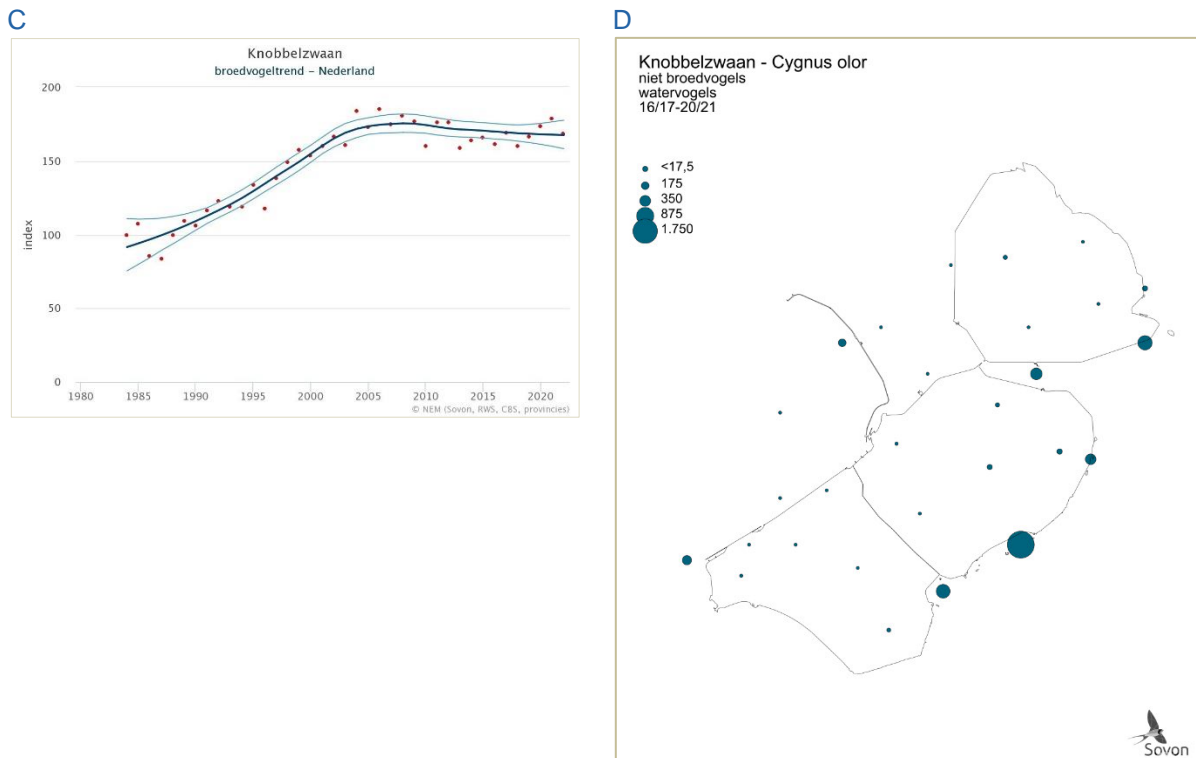 C
Knobbelzwaan
broedvogeltrend – Nederland
200
150
100
50
0
index
1980 1985 1990 1995 2000 2005 2010 2015 2020
© NEM (Sovon, RWS, CBS, provincies)
D
Knobbelzwaan - Cygnus olor
niet broedvogels
watervogels
16/17-20/21
<17,5
175
350
875
1.750
Sovon